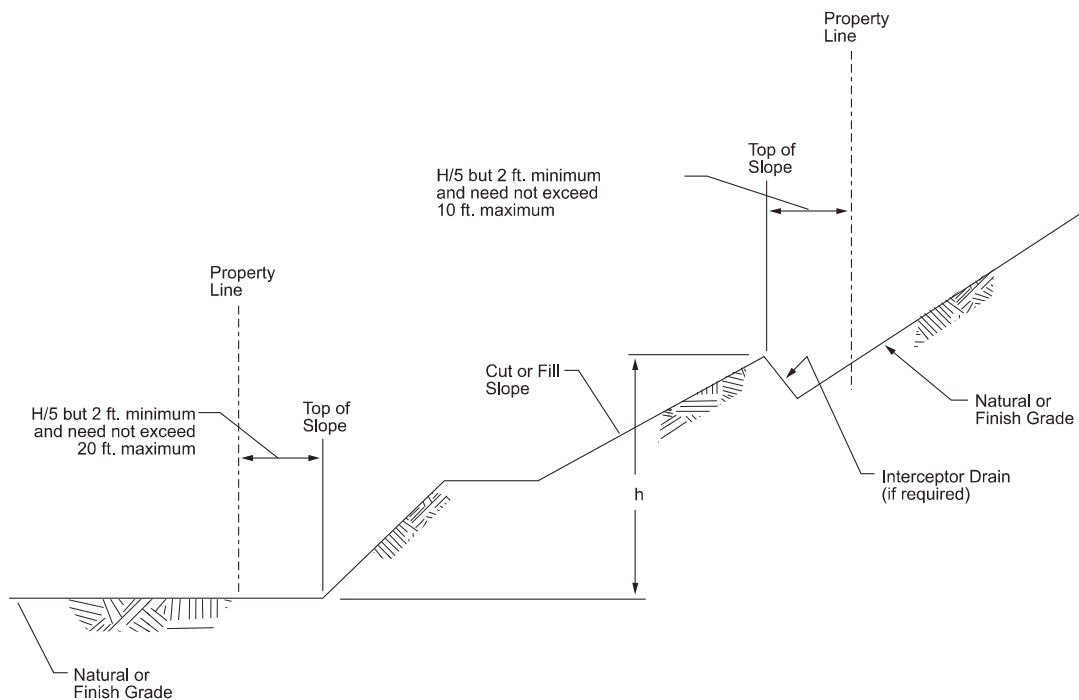 Property
Line
Top of
Slope
H/5 but 2 ft. minimum
and need not exceed
10 ft. maximum
Property
Line
Cut or Fill
Slope
H/5 but 2 ft. minimum
and need not exceed
20 ft. maximum
Top of
Slope
Natural or
Finish Grade
h
Interceptor Drain
(if required)
Natural or
Finish Grade